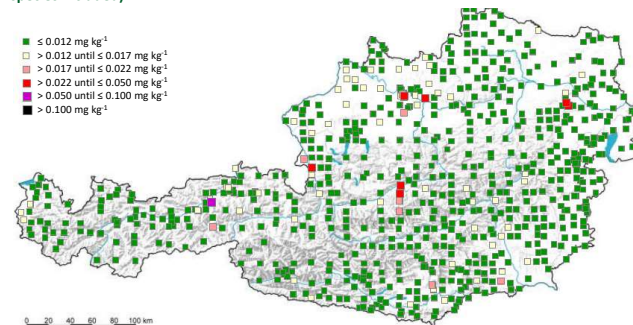 ≤ 0.012 mg kg⁻¹
> 0.012 until ≤ 0.017 mg kg⁻¹
> 0.017 until ≤ 0.022 mg kg⁻¹
> 0.022 until ≤ 0.050 mg kg⁻¹
0.050 until ≤ 0.100 mg kg⁻¹
> 0.100 mg kg⁻¹
0 20 40 60 80 100 km